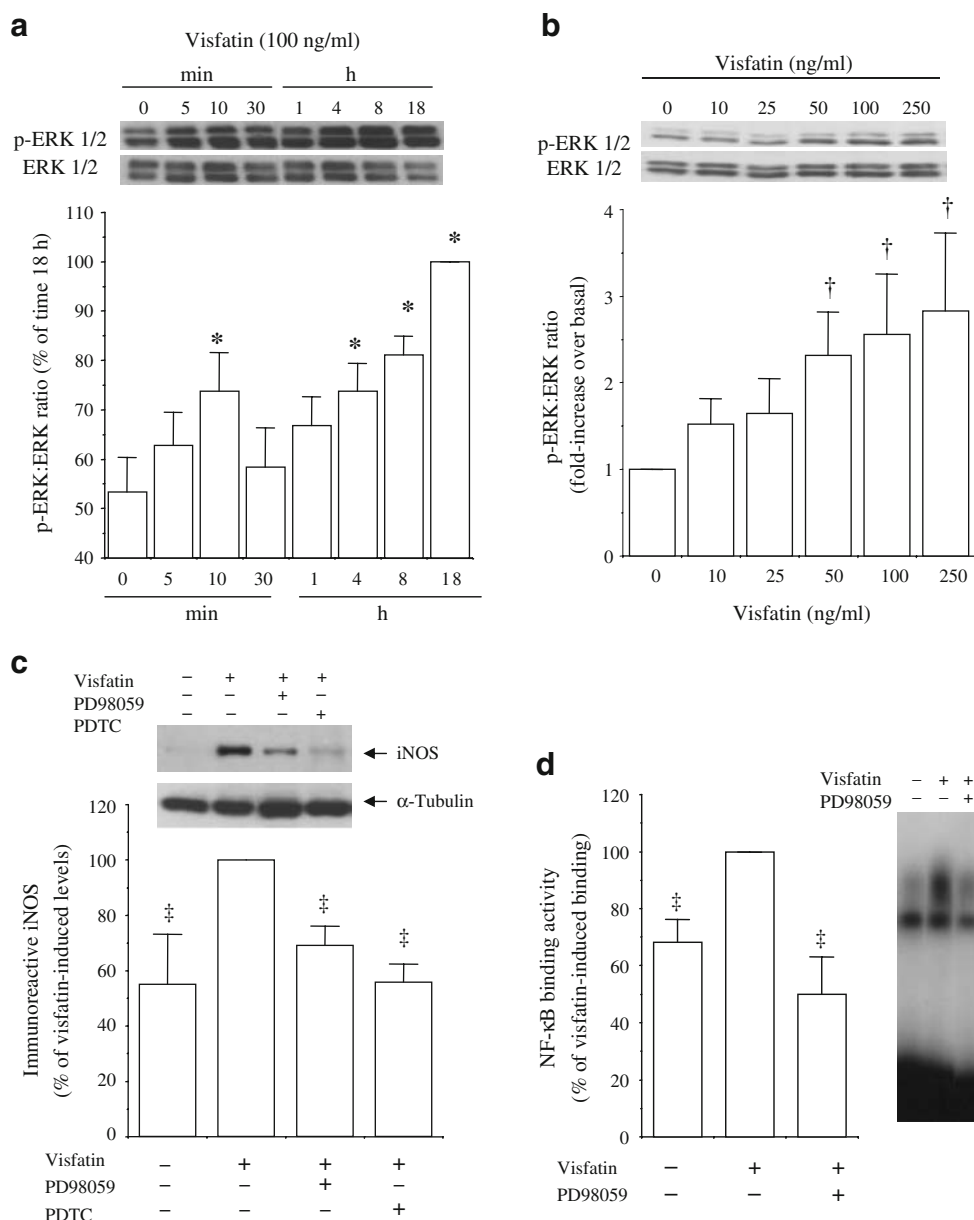 a
Visfatin (100 ng/ml)
min h
0 5 10 30 1 4 8 18
p-ERK 1/2
ERK 1/2
p-ERK:ERK ratio (% of time 18 h)
110
100
90
80
70
60
50
40
* * * *
0 5 10 30 1 4 8 18
min h
b
Visfatin (ng/ml)
0 10 25 50 100 250
p-ERK 1/2
ERK 1/2
p-ERK:ERK ratio
(fold-increase over basal)
4
3
2
1
0
† † †
0 10 25 50 100 250
Visfatin (ng/ml)
c
Visfatin – + + +
PD98059 – – + –
PDTC – – – +
iNOS
α-Tubulin
Immunoreactive iNOS
(% of visfatin-induced levels)
120
100
80
60
40
20
0
‡ ‡ ‡
Visfatin – + + +
PD98059 – – + –
PDTC – – – +
d
Visfatin – + +
PD98059 – – +
NF-κB binding activity
(% of visfatin-induced binding)
120
100
80
60
40
20
0
‡ ‡
Visfatin – + +
PD98059 – – +